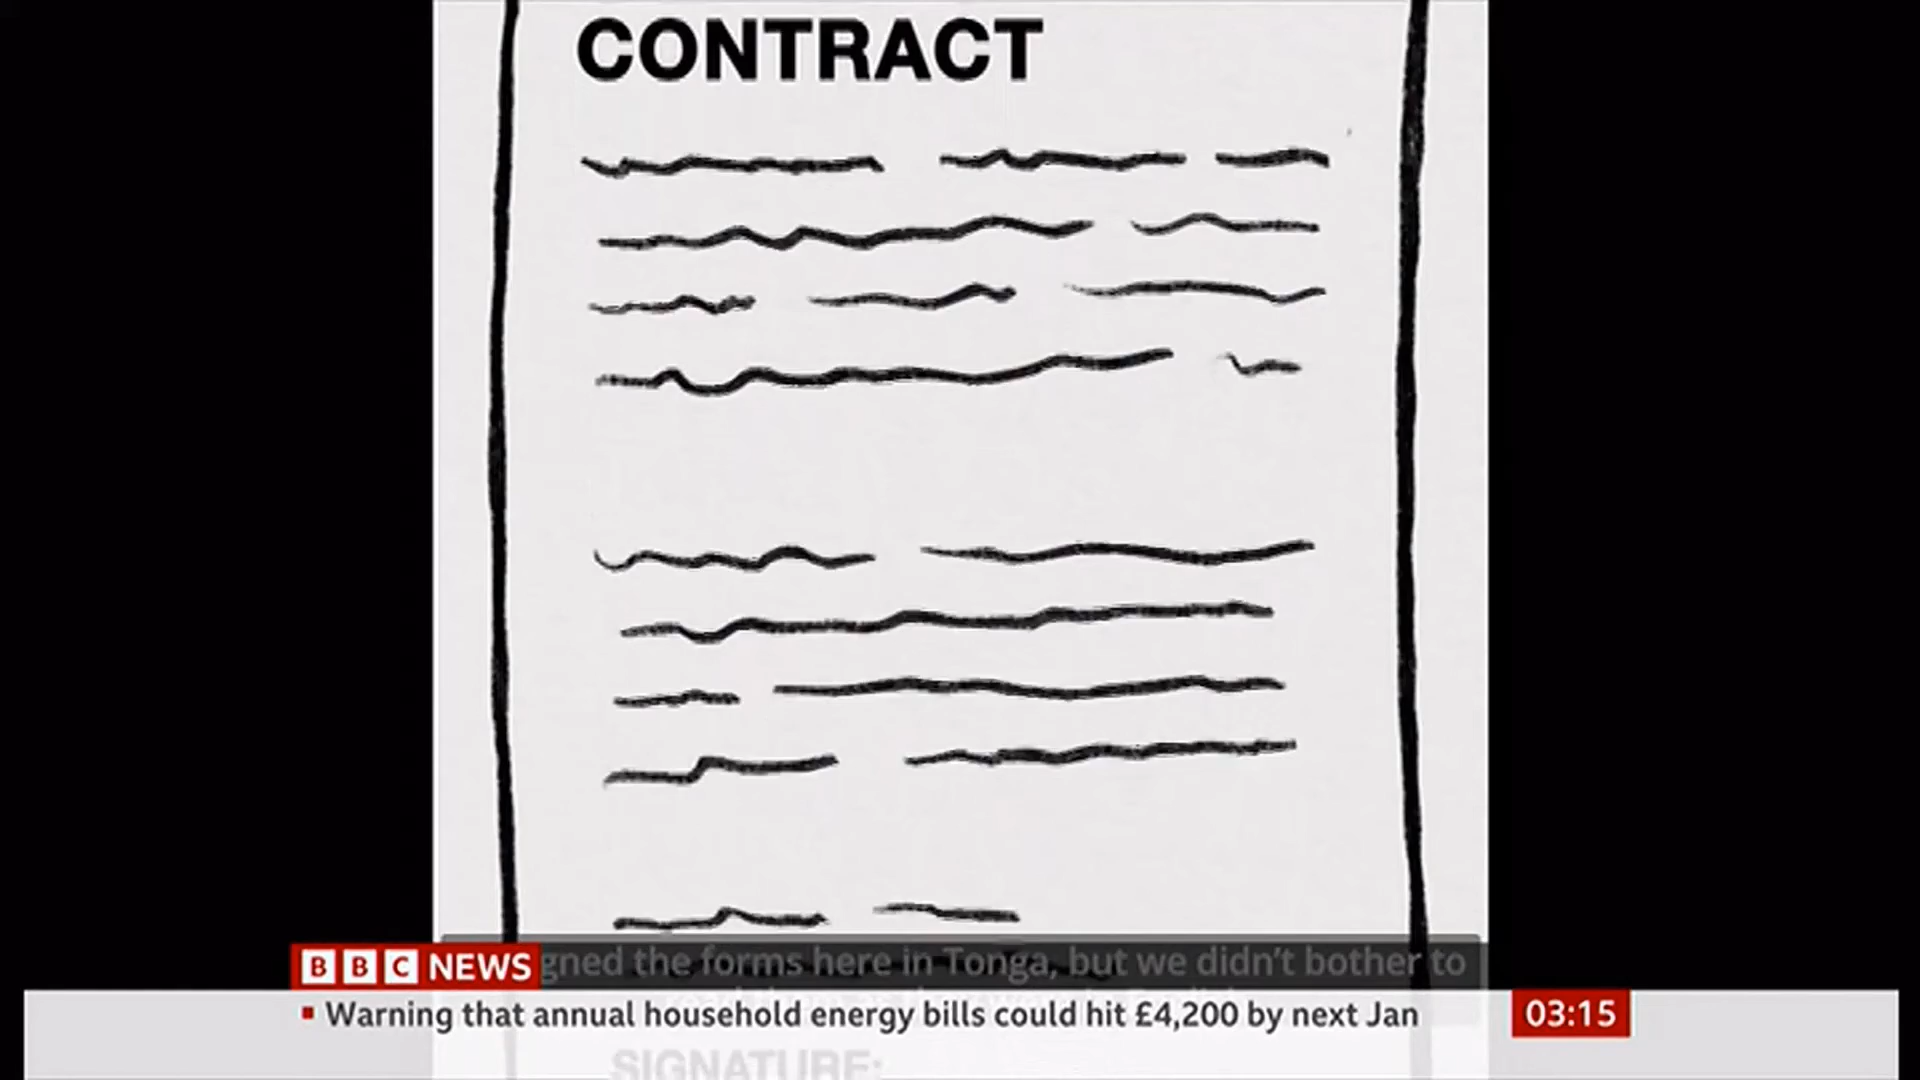 CONTRACT
gned the forms here in Tonga, but we didn't bother to
BBC NEWS
Warning that annual household energy bills could hit £4,200 by next Jan
03:15
SIGNATURE: